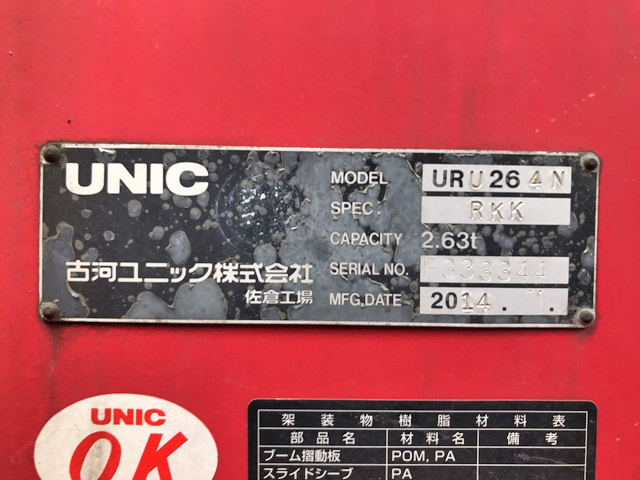 UNIC
MODEL URU264N
SPEC. RKK
CAPACITY 2.63t
古河ユニック株式会社
佐倉工場
SERIAL NO. 333344
MFG.DATE 2014.11.
UNIC
OK
架装物樹脂材料表
部品名 材料名 備考
ブーム摺動板 POM, PA
スライドシーブ PA